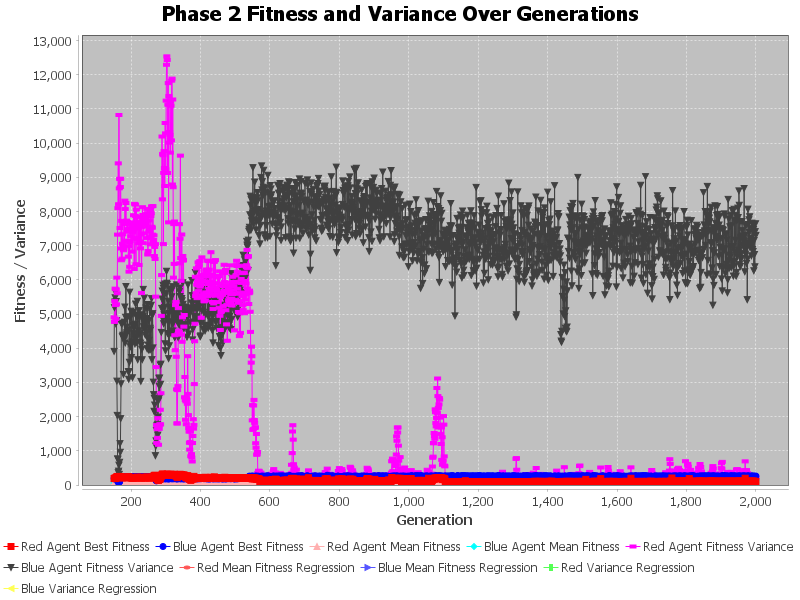 Phase 2 Fitness and Variance Over Generations
13,000
12,000
11,000
10,000
9,000
8,000
7,000
6,000
5,000
4,000
3,000
2,000
1,000
0
Fitness / Variance
200 400 600 800 1,000 1,200 1,400 1,600 1,800 2,000
Generation
Red Agent Best Fitness Blue Agent Best Fitness Red Agent Mean Fitness Blue Agent Mean Fitness Red Agent Fitness Variance
Blue Agent Fitness Variance Red Mean Fitness Regression Blue Mean Fitness Regression Red Variance Regression
Blue Variance Regression